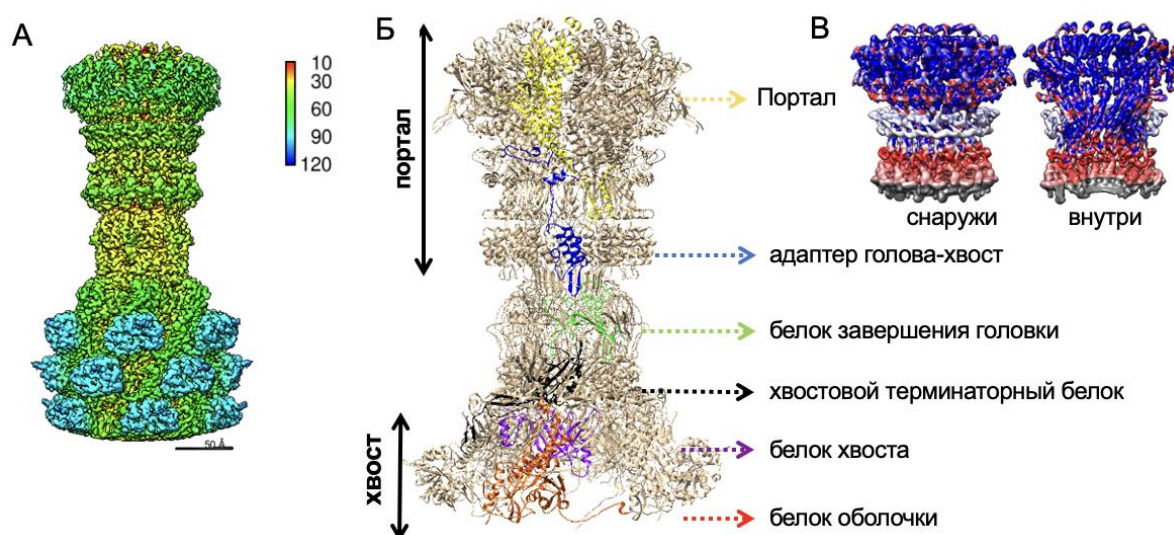 А
10
30
60
90
120
50 Å
Б
портал
хвост
Портал
адаптер голова-хвост
белок завершения головки
хвостовой терминаторный белок
белок хвоста
белок оболочки
В
снаружи
внутри